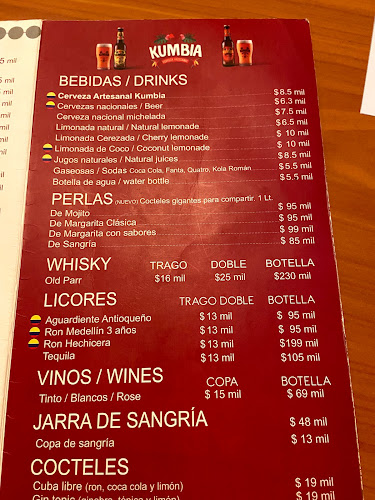 KUMBIA
BEBIDAS / DRINKS
Cerveza Artesanal Kumbia $8.5 mil
Cervezas nacionales / Beer $6.3 mil
Cerveza nacional michelada $7.5 mil
Limonada natural / Natural lemonade $6.5 mil
Limonada Cerezada / Cherry lemonade $ 10 mil
Limonada de Coco / Coconut lemonade $ 10 mil
Jugos naturales / Natural juices $8.5 mil
Gaseosas / Sodas Coca Cola, Fanta, Quatro, Kola Román $5.5 mil
Botella de agua / water bottle $5.5 mil
PERLAS (NUEVO) Cocteles gigantes para compartir. 1 Lt.
De Mojito $ 95 mil
De Margarita Clásica $ 95 mil
De Margarita con sabores $ 99 mil
De Sangría $ 85 mil
WHISKY TRAGO DOBLE BOTELLA
Old Parr $16 mil $25 mil $230 mil
LICORES TRAGO DOBLE BOTELLA
Aguardiente Antioqueño $13 mil $ 95 mil
Ron Medellín 3 años $13 mil $ 95 mil
Ron Hechicera $13 mil $199 mil
Tequila $13 mil $105 mil
VINOS / WINES COPA BOTELLA
Tinto / Blancos / Rose $ 15 mil $ 69 mil
JARRA DE SANGRÍA $ 48 mil
Copa de sangría $ 13 mil
COCTELES
Cuba libre (ron, coca cola y limón) $ 19 mil
Gin tonic (ginebra, tónica y limón) $ 19 mil